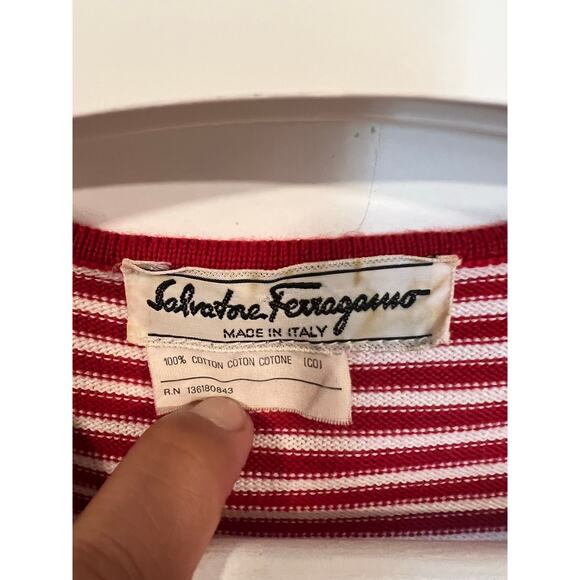 Salvatore Ferragamo
MADE IN ITALY
100% COTTON COTON COTONE (CO)
R.N 136180843